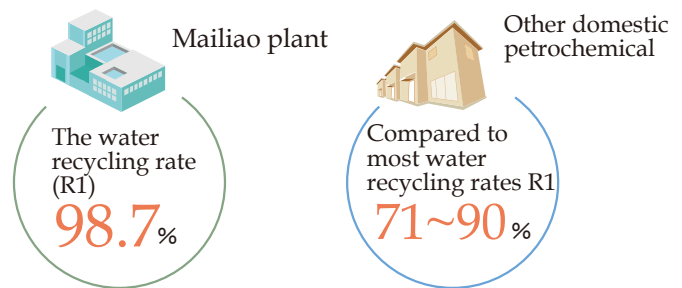 Mailiao plant
The water
recycling rate
(R1)
98.7%
Other domestic
petrochemical
Compared to
most water
recycling rates R1
71~90%